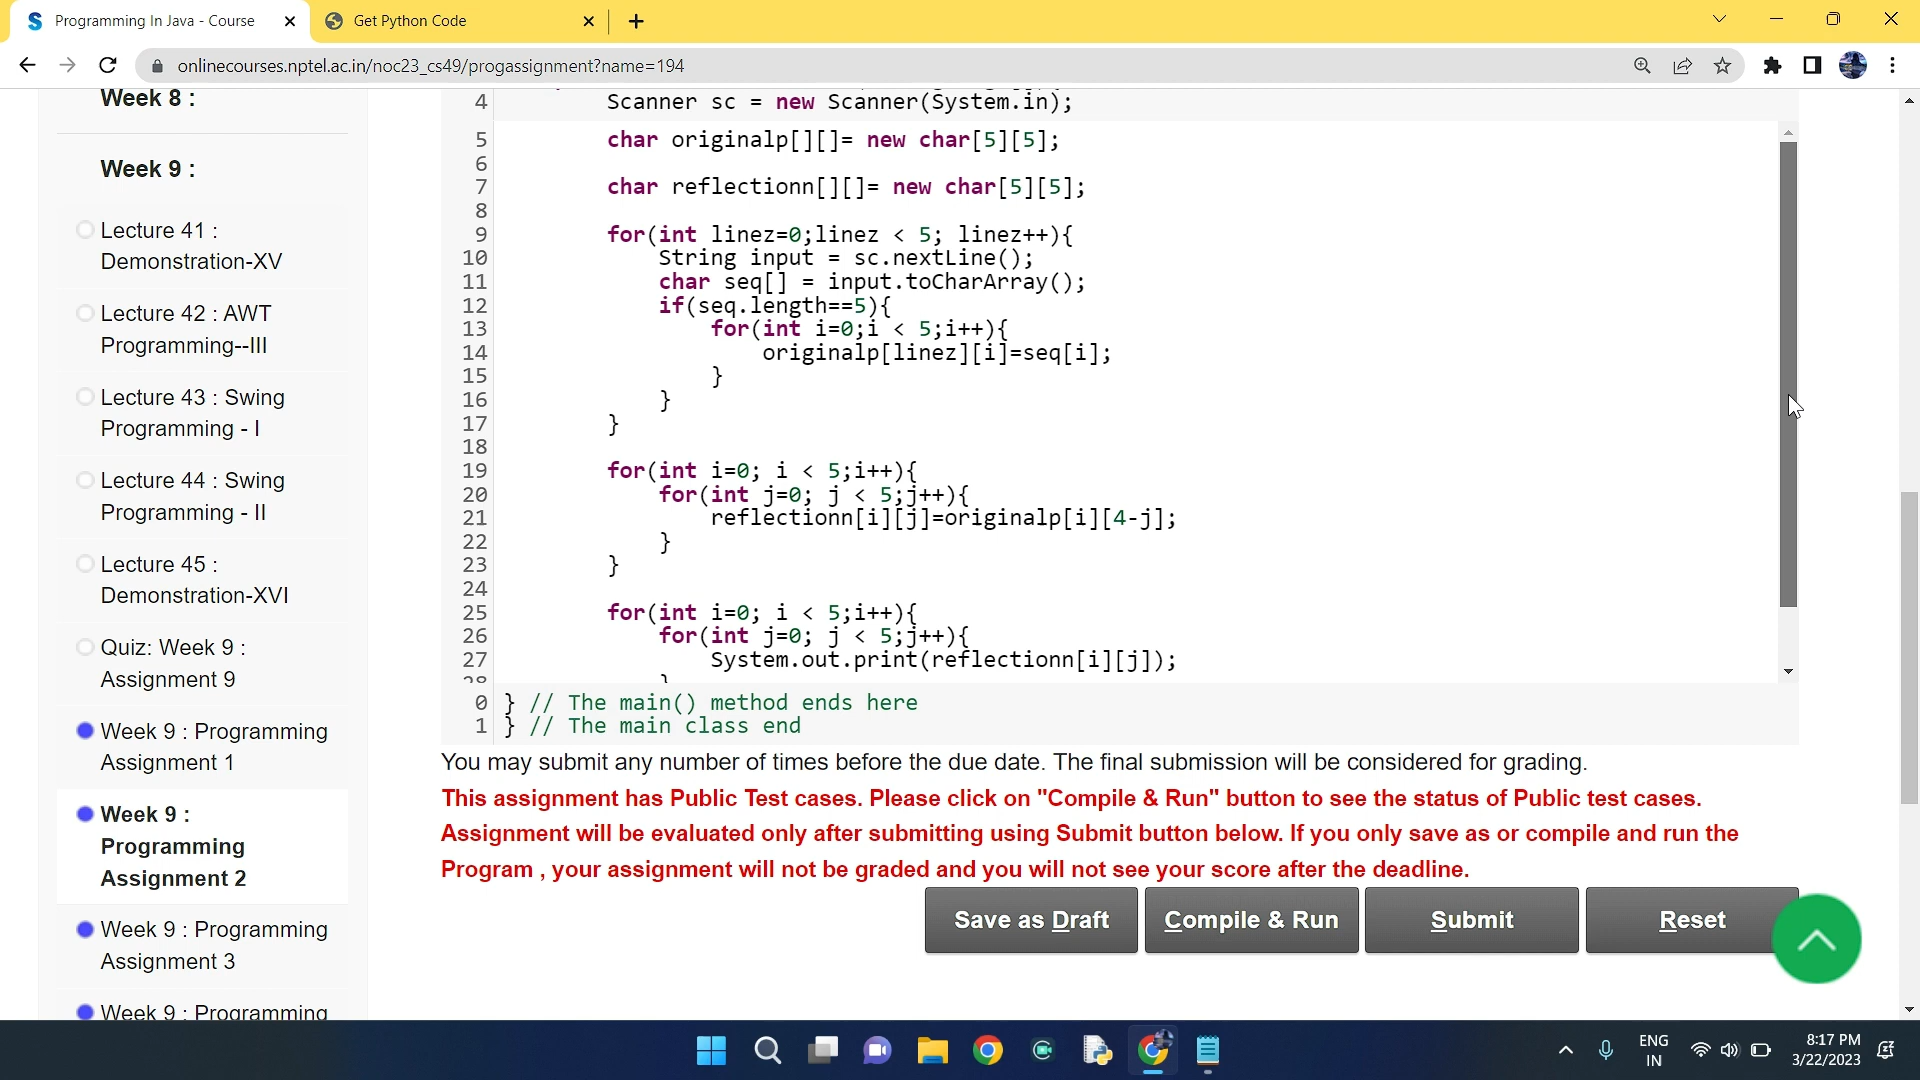 Programming In Java - Course
Get Python Code
onlinecourses.nptel.ac.in/noc23_cs49/progassignment?name=194
Week 8 :
Week 9 :
Lecture 41 :
Demonstration-XV
Lecture 42 : AWT
Programming--III
Lecture 43 : Swing
Programming - I
Lecture 44 : Swing
Programming - II
Lecture 45 :
Demonstration-XVI
Quiz: Week 9 :
Assignment 9
Week 9 : Programming
Assignment 1
Week 9 :
Programming
Assignment 2
Week 9 : Programming
Assignment 3
Week 9 : Programming
4 Scanner sc = new Scanner(System.in);
5 char originalp[][]= new char[5][5];
6
7 char reflectionn[][]= new char[5][5];
8
9 for(int linez=0;linez < 5; linez++){
10 String input = sc.nextLine();
11 char seq[] = input.toCharArray();
12 if(seq.length==5){
13 for(int i=0;i < 5;i++){
14 originalp[linez][i]=seq[i];
15 }
16 }
17 }
18
19 for(int i=0; i < 5;i++){
20 for(int j=0; j < 5;j++){
21 reflectionn[i][j]=originalp[i][4-j];
22 }
23 }
24
25 for(int i=0; i < 5;i++){
26 for(int j=0; j < 5;j++){
27 System.out.print(reflectionn[i][j]);
28 }
0 } // The main() method ends here
1 } // The main class end
You may submit any number of times before the due date. The final submission will be considered for grading.
This assignment has Public Test cases. Please click on "Compile & Run" button to see the status of Public test cases.
Assignment will be evaluated only after submitting using Submit button below. If you only save as or compile and run the
Program , your assignment will not be graded and you will not see your score after the deadline.
Save as Draft
Compile & Run
Submit
Reset
ENG
IN
8:17 PM
3/22/2023